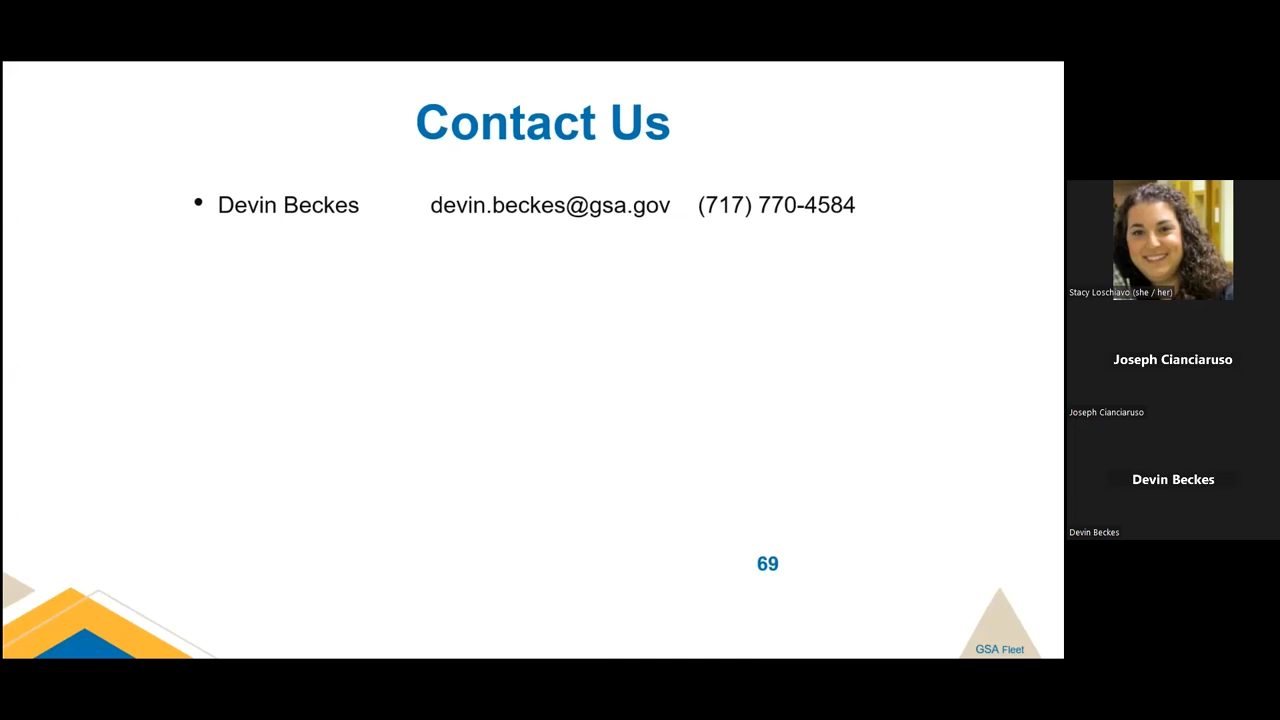 Contact Us
• Devin Beckes devin.beckes@gsa.gov (717) 770-4584
69
GSA Fleet
Stacy Loschiavo (she / her)
Joseph Cianciaruso
Joseph Cianciaruso
Devin Beckes
Devin Beckes